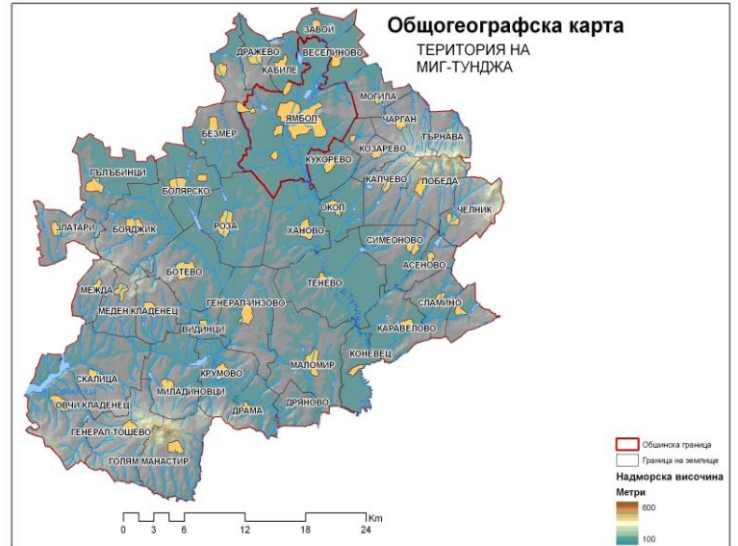 Общогеографска карта
ТЕРИТОРИЯ НА
МИГ-ТУНДЖА
ЗАВОЙ
ДРАЖЕВО
ВЕСЕЛИНОВО
КАБИЛЕ
МОГИЛА
ЯМБОЛ
ЧАРГАН
БЕЗМЕР
ТЪРНАВА
КОЗАРЕВО
КУКОРЕВО
ГЪЛЪБИНЦИ
КАЛЧЕВО
ПОБЕДА
БОЛЯРСКО
ОКОП
ЧЕЛНИК
ЗЛАТАРИ
БОЯДЖИК
РОЗА
ХАНОВО
СИМЕОНОВО
АСЕНОВО
БОТЕВО
ТЕНЕВО
МЕЖДА
ГЕНЕРАЛ ИНЗОВО
СЛАМИНО
МЕДЕН КЛАДЕНЕЦ
ВИДИНЦИ
КАРАВЕЛОВО
КОНЕВЕЦ
МАЛОМИР
СКАЛИЦА
КРУМОВО
МИЛАДИНОВЦИ
ОВЧИ КЛАДЕНЕЦ
ДРЯНОВО
ДРАМА
ГЕНЕРАЛ ТОШЕВО
ГОЛЯМ МАНАСТИР
Km
0 3 6 12 18 24
Общинска граница
Граница на землище
Надморска височина
Метри
600
100